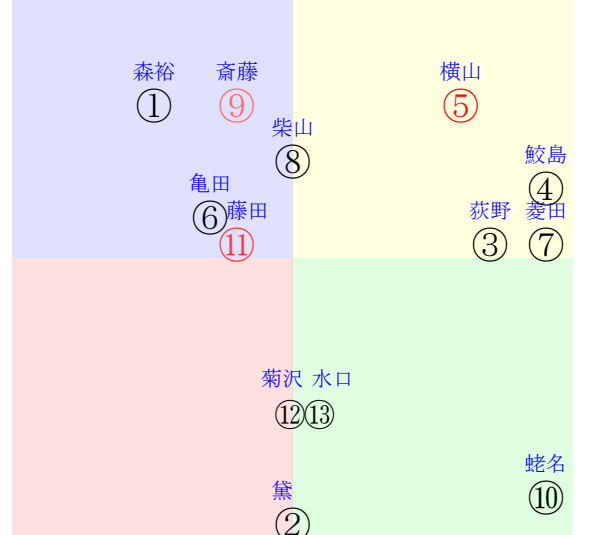 森裕 斎藤 横山
① ⑨ ⑤
柴山
⑧
鮫島
④
亀田
⑥
藤田 荻野 菱田
⑪ ③ ⑦
菊沢 水口
⑫⑬
蛯名
⑩
黛
②